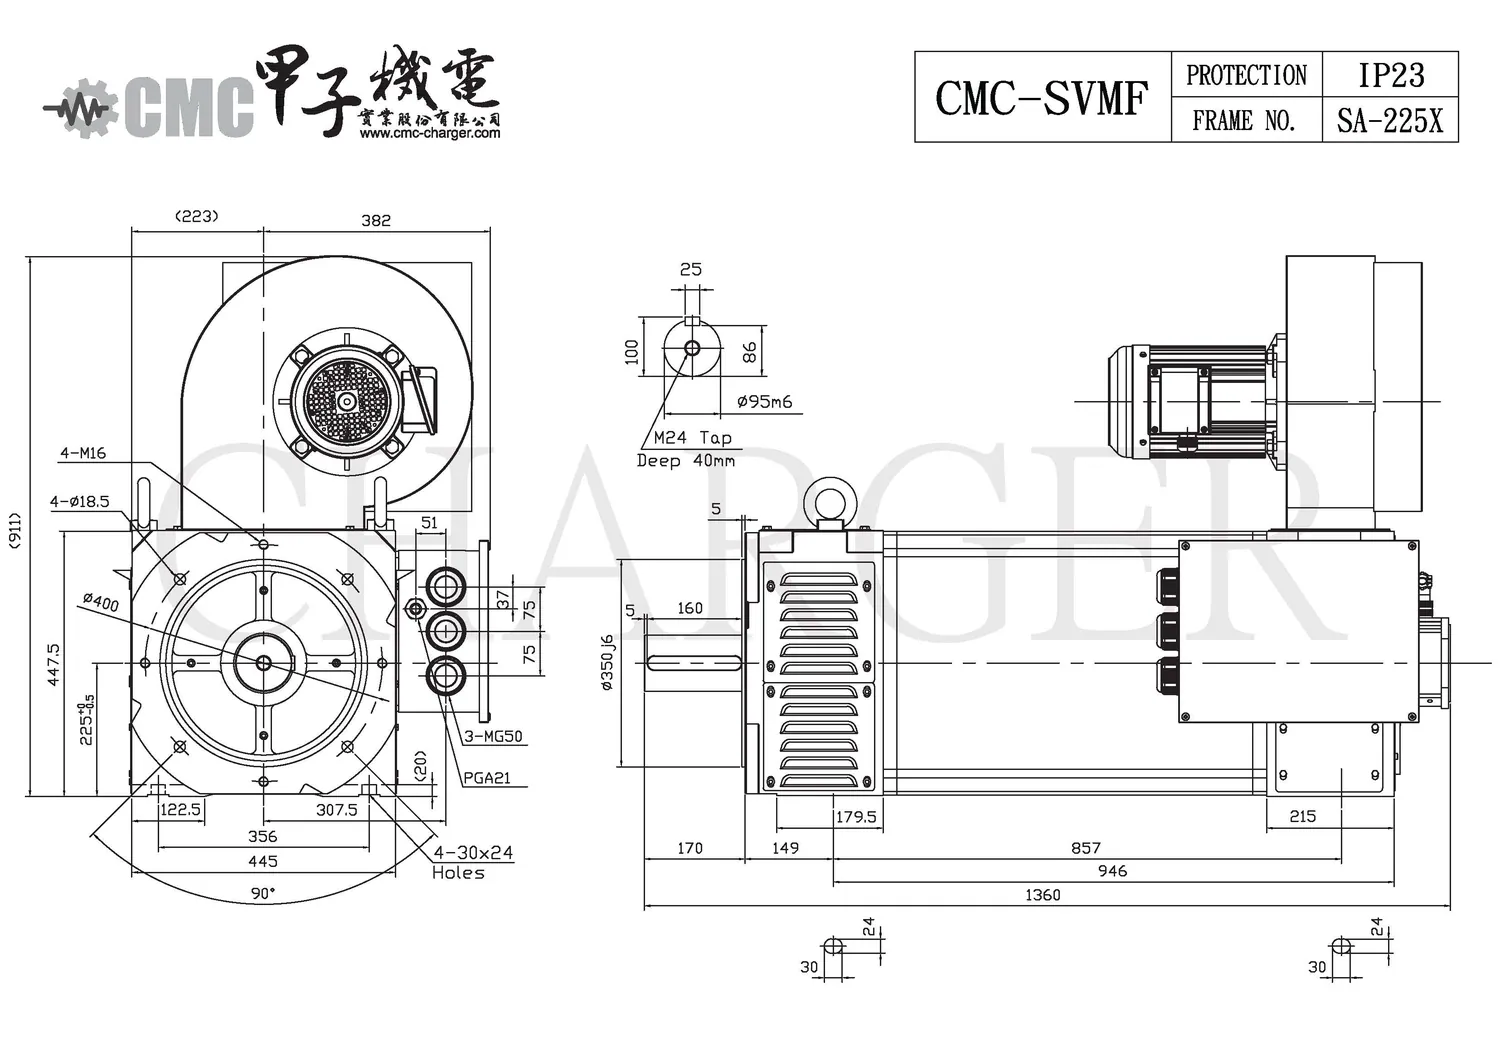 CMC 甲子機電
實業股份有限公司
www.cmc-charger.com
CMC-SVMF
PROTECTION
IP23
FRAME NO.
SA-225X
CHARGER
(223)
382
(911)
4-M16
4-Ø18.5
Ø400
447.5
225+0-0.5
51
37
75
75
3-MG50
PGA21
(20)
122.5
307.5
356
445
90°
4-30x24
Holes
25
100
86
Ø95m6
M24 Tap
Deep 40mm
5
5
160
Ø350j6
179.5
215
170
149
857
946
1360
24
30
24
30